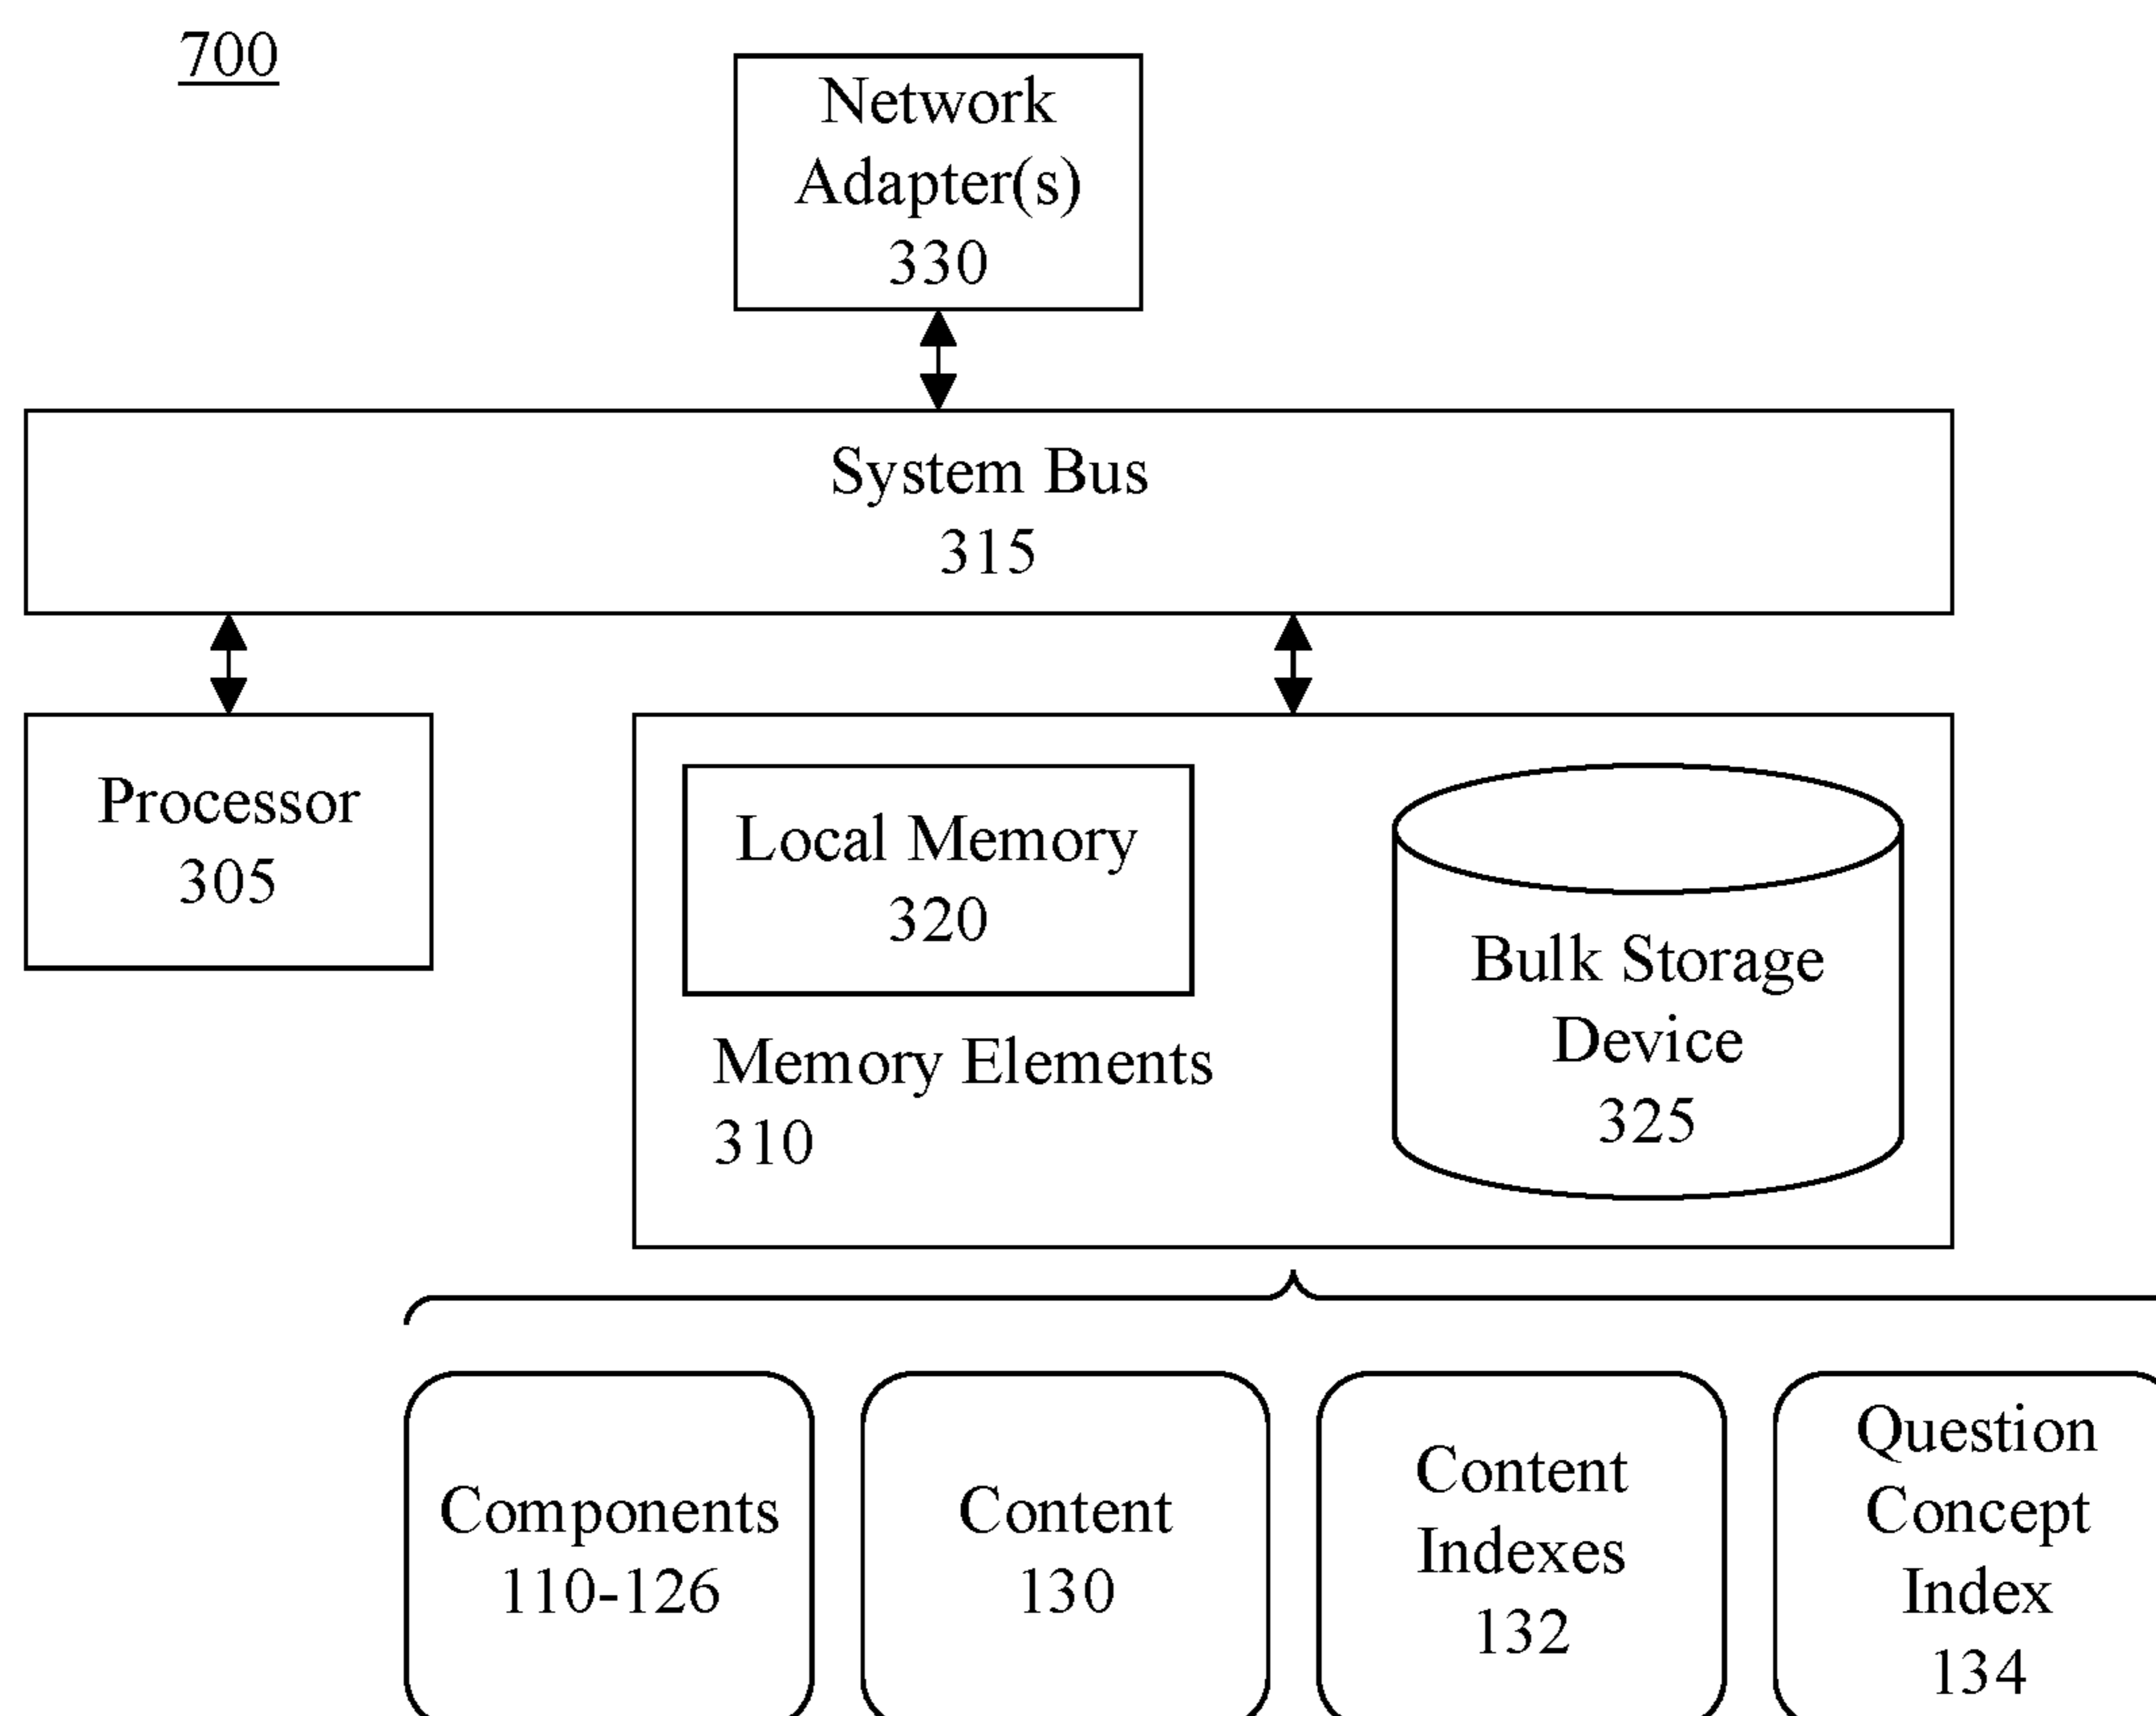 700
Network
Adapter(s)
330
System Bus
315
Processor
305
Local Memory
320
Memory Elements
310
Bulk Storage
Device
325
Components
110-126
Content
130
Content
Indexes
132
Question
Concept
Index
134